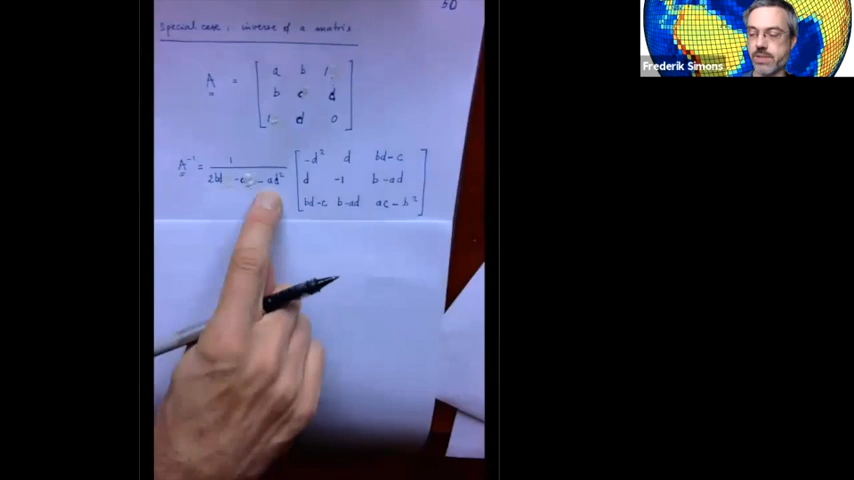 50
Special case, inverse of a matrix
A = [ a b 1
b c d
1 d 0 ]
A⁻¹ = 1 / (2bd - c - ad²) [ -d² d bd-c
d -1 b-ad
bd-c b-ad ac-b² ]
Frederik Simons